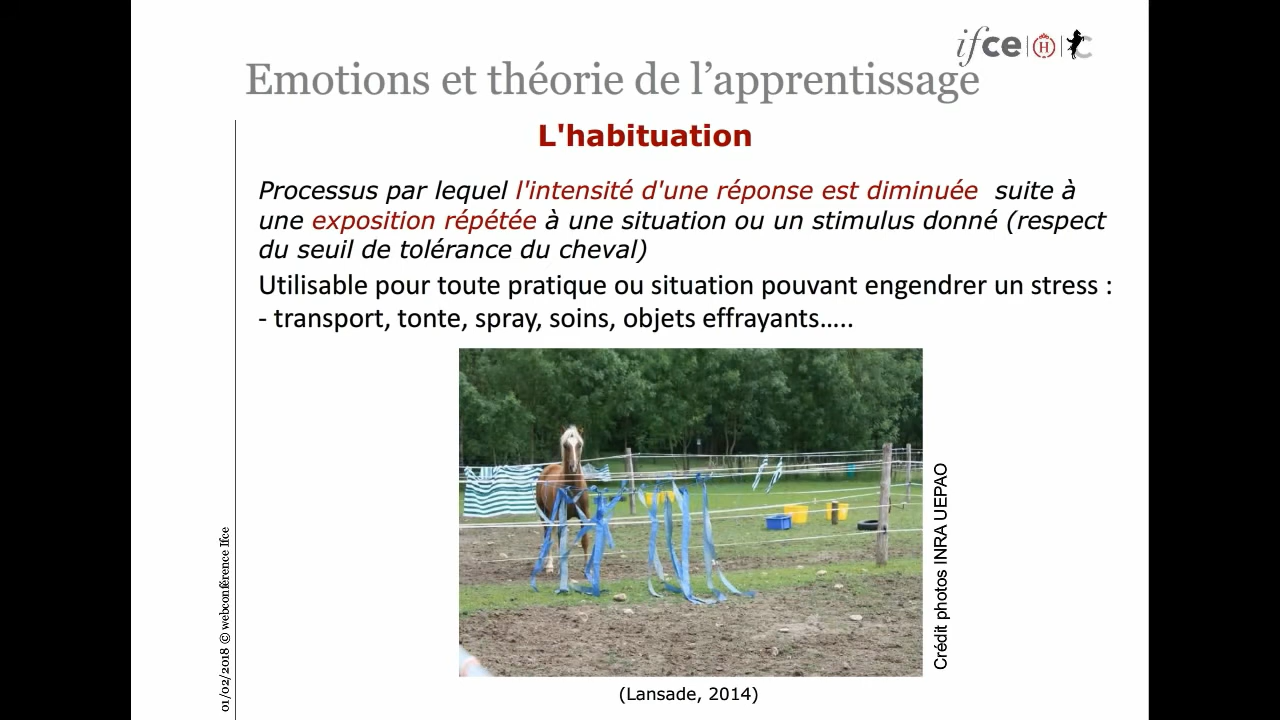 ifce
H
Emotions et théorie de l’apprentissage
L'habituation
Processus par lequel l'intensité d'une réponse est diminuée suite à
une exposition répétée à une situation ou un stimulus donné (respect
du seuil de tolérance du cheval)
Utilisable pour toute pratique ou situation pouvant engendrer un stress :
- transport, tonte, spray, soins, objets effrayants…..
Crédit photos INRA UEPAO
(Lansade, 2014)
01/02/2018 © webconférence Ifce